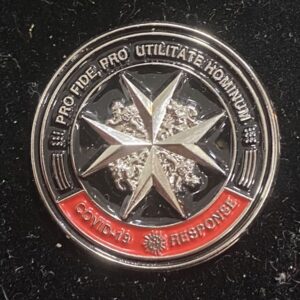 PRO FIDE, PRO UTILITATE HOMINUM
COVID-19 RESPONSE